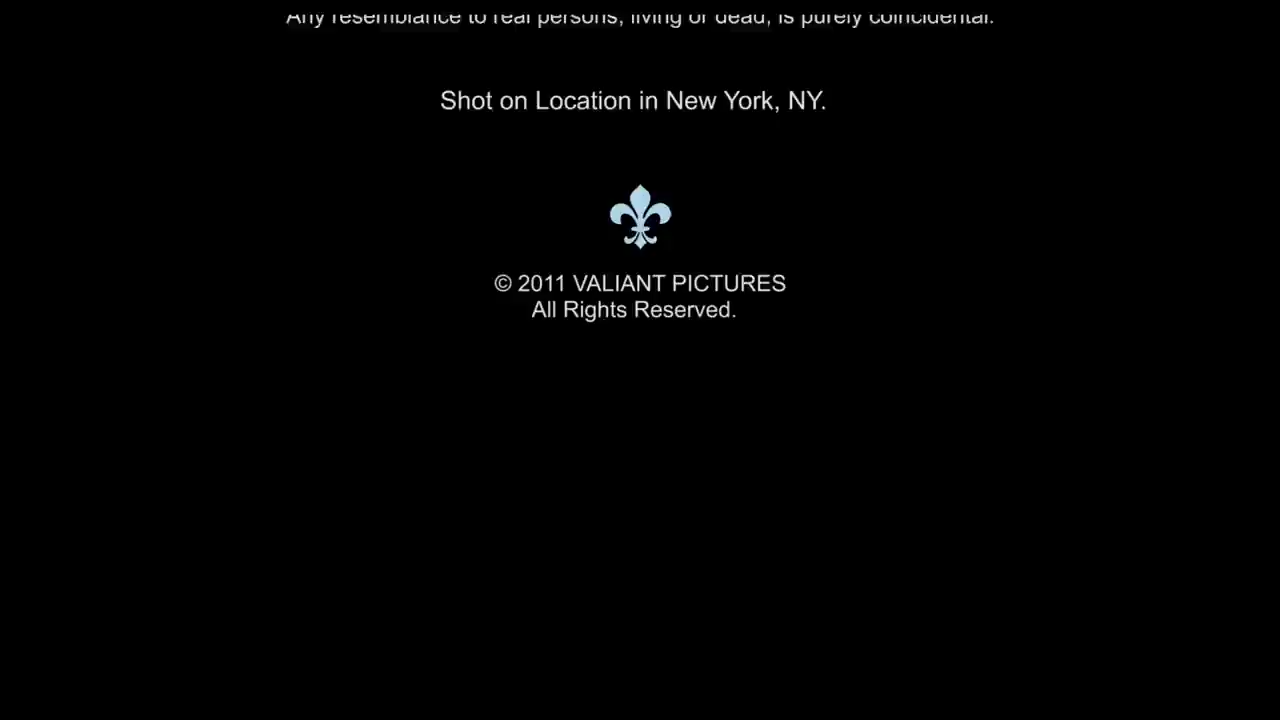 Any resemblance to real persons, living or dead, is purely coincidental.
Shot on Location in New York, NY.
© 2011 VALIANT PICTURES
All Rights Reserved.